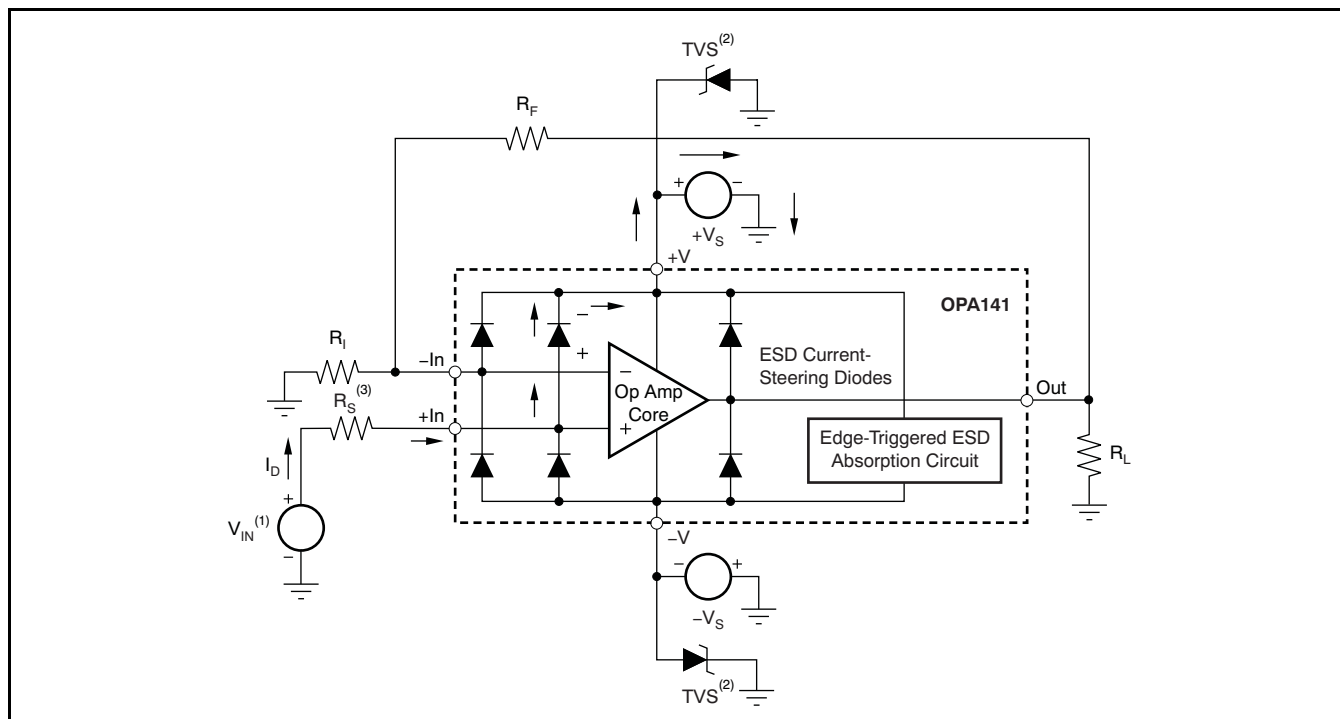 TVS(2)
RF
+ −
+VS
+V
OPA141
−
+
RI
−In
−
ESD Current-
Steering Diodes
Op Amp
Core
Out
RS(3)
+In
+
Edge-Triggered ESD
Absorption Circuit
RL
ID
+
VIN(1)
−
−V
− +
−VS
TVS(2)